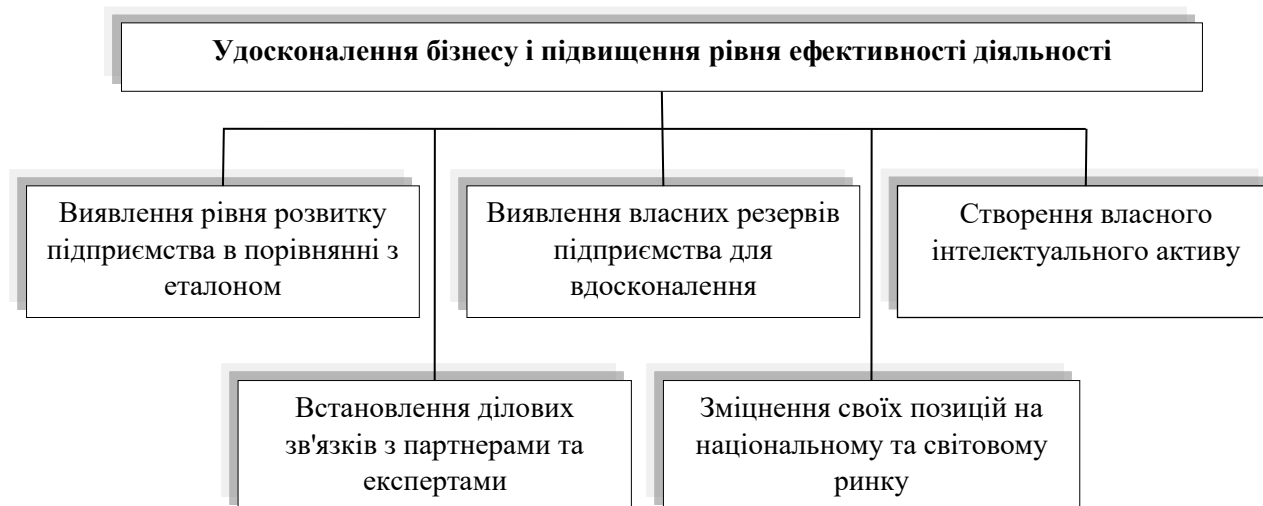 Удосконалення бізнесу і підвищення рівня ефективності діяльності
Виявлення рівня розвитку
підприємства в порівнянні з
еталоном
Виявлення власних резервів
підприємства для
вдосконалення
Створення власного
інтелектуального активу
Встановлення ділових
зв'язків з партнерами та
експертами
Зміцнення своїх позицій на
національному та світовому
ринку